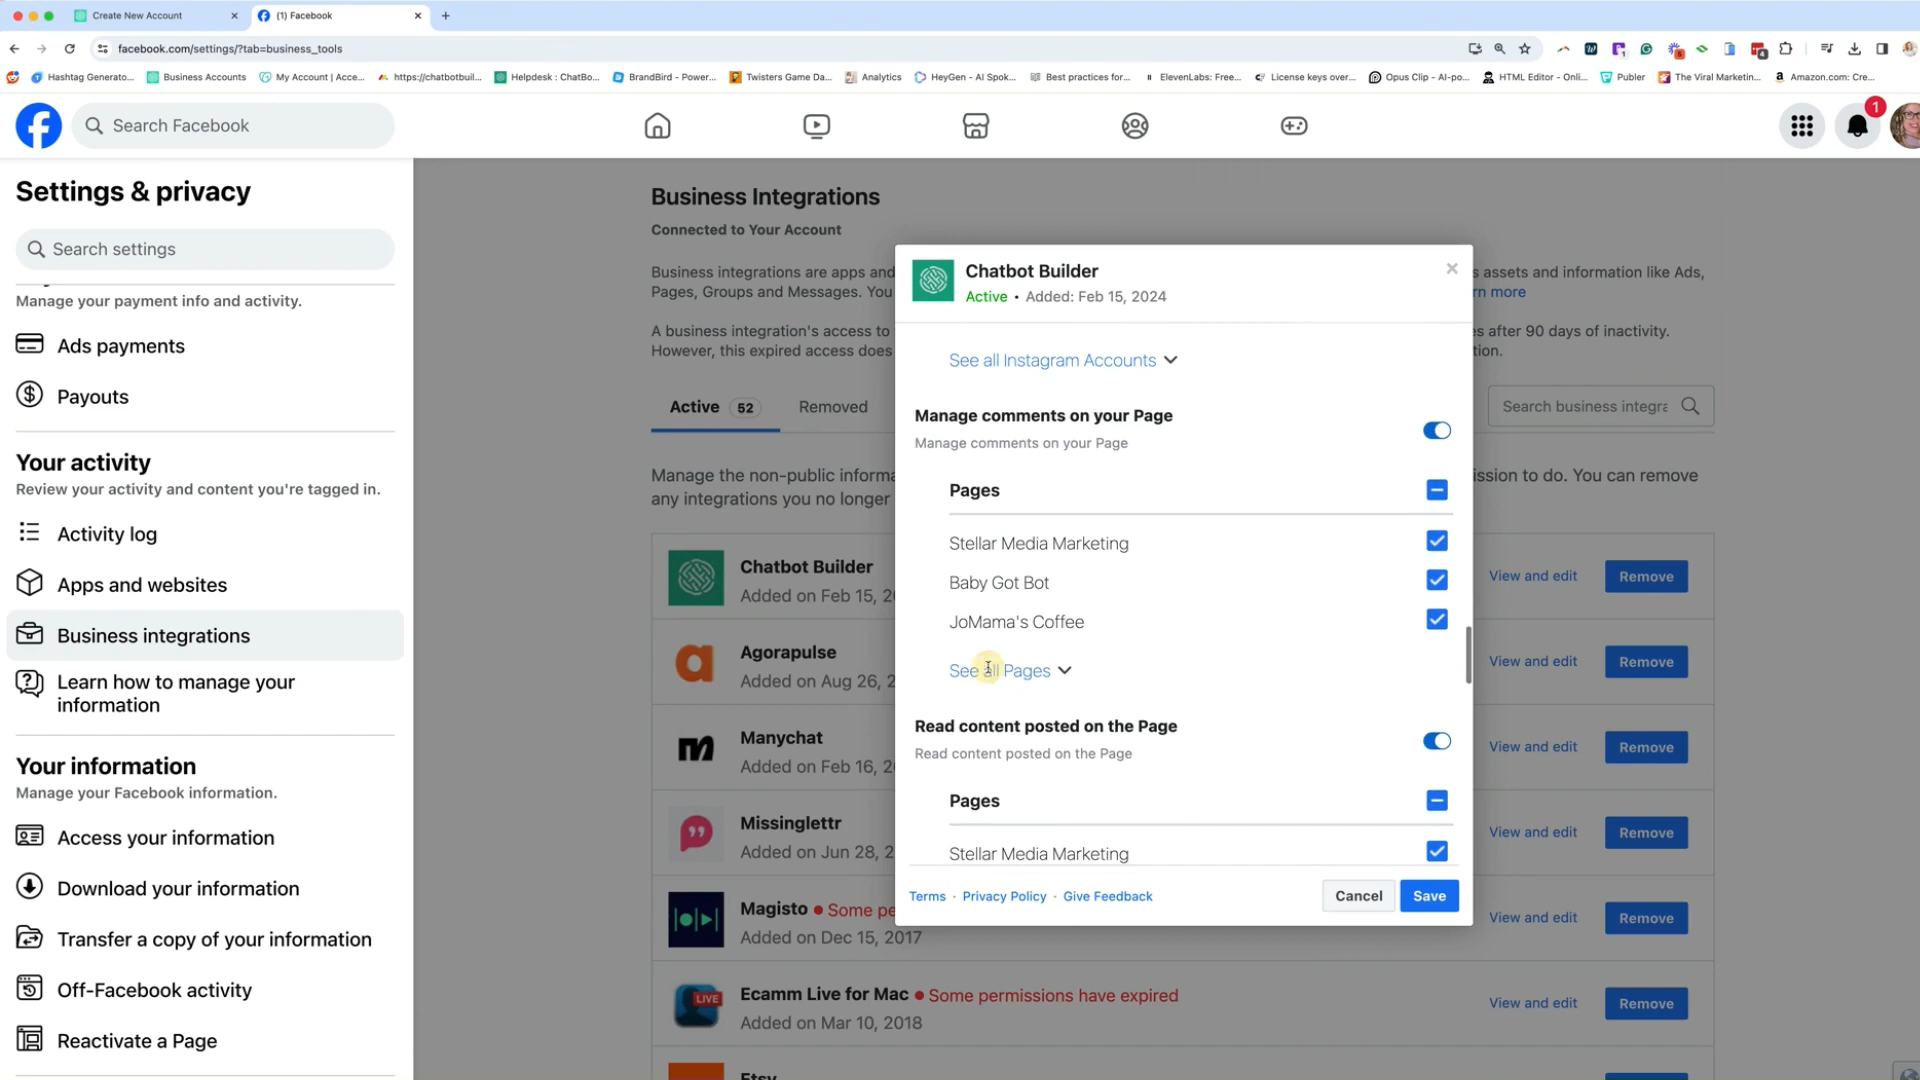 Create New Account
(1) Facebook
facebook.com/settings/?tab=business_tools
Hashtag Generato...
Business Accounts
My Account | Acce...
https://chatbotbuil...
Helpdesk : ChatBo...
BrandBird - Power...
Twisters Game Da...
Analytics
HeyGen - AI Spok...
Best practices for...
ElevenLabs: Free...
License keys over...
Opus Clip - AI-po...
HTML Editor - Onli...
Publer
The Viral Marketin...
Amazon.com: Cre...
Search Facebook
1
Settings & privacy
Search settings
Manage your payment info and activity.
Ads payments
Payouts
Your activity
Review your activity and content you're tagged in.
Activity log
Apps and websites
Business integrations
Learn how to manage your
information
Your information
Manage your Facebook information.
Access your information
Download your information
Transfer a copy of your information
Off-Facebook activity
Reactivate a Page
Business Integrations
Connected to Your Account
Business integrations are apps and
s assets and information like Ads,
Pages, Groups and Messages. You
rn more
A business integration's access to
s after 90 days of inactivity.
However, this expired access does
tion.
Active 52
Removed
Search business integra
Manage the non-public informa
ission to do. You can remove
any integrations you no longer
Chatbot Builder
Added on Feb 15, 20
View and edit
Remove
Agorapulse
Added on Aug 26, 2
View and edit
Remove
Manychat
Added on Feb 16, 2
View and edit
Remove
Missinglettr
Added on Jun 28, 2
View and edit
Remove
Magisto ● Some pe
Added on Dec 15, 2017
View and edit
Remove
LIVE
Ecamm Live for Mac ● Some permissions have expired
Added on Mar 10, 2018
View and edit
Remove
Etsy
Chatbot Builder
Active • Added: Feb 15, 2024
See all Instagram Accounts
Manage comments on your Page
Manage comments on your Page
Pages
Stellar Media Marketing
Baby Got Bot
JoMama's Coffee
See all Pages
Read content posted on the Page
Read content posted on the Page
Pages
Stellar Media Marketing
Terms · Privacy Policy · Give Feedback
Cancel
Save